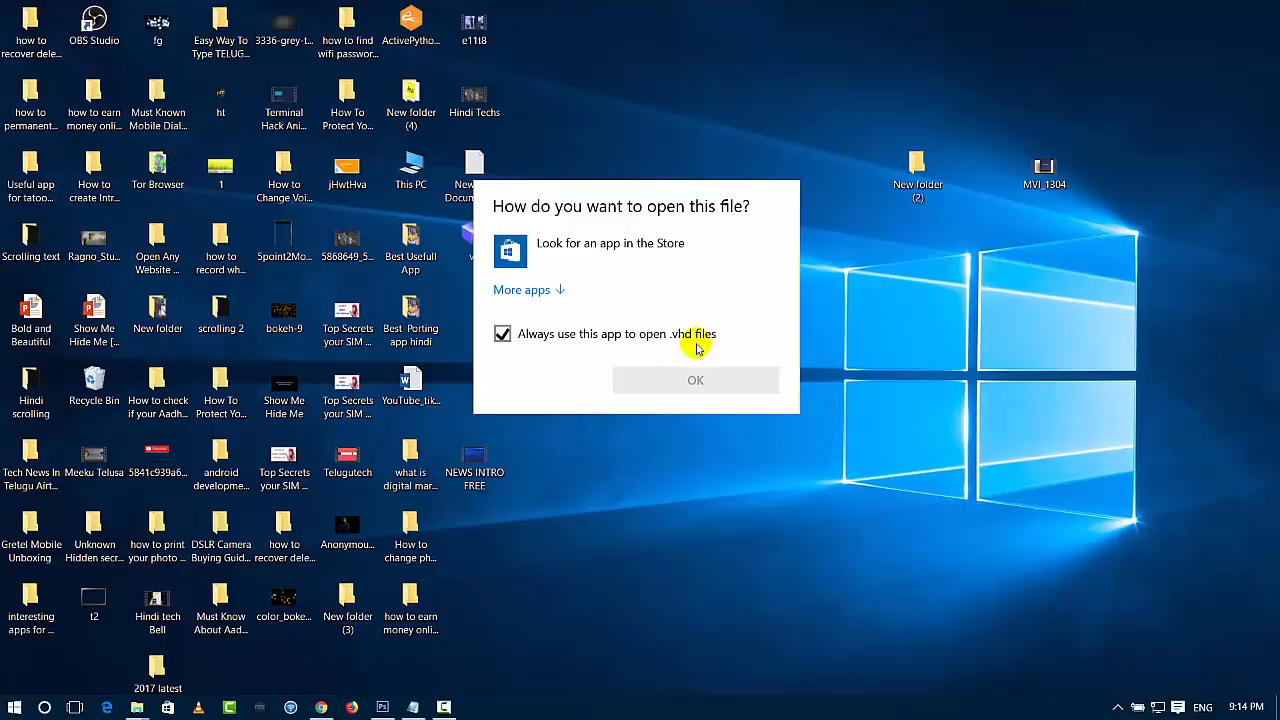 how to
recover dele...
OBS Studio
fg
Easy Way To
Type TELUG...
3336-grey-t...
how to find
wifi passwor...
ActivePytho...
e11t8
how to
permanent...
how to earn
money onli...
Must Known
Mobile Dial...
ht
Terminal
Hack Ani...
How To
Protect Yo...
New folder
(4)
Hindi Techs
Useful app
for tatoo...
How to
create Intr...
Tor Browser
1
How to
Change Voi...
jHwtHva
This PC
New
Docum
New folder
(2)
MVI_1304
Scrolling text
Ragno_Stu...
Open Any
Website ...
how to
record wh...
5point2Mo...
5868649_5...
Best Usefull
App
Bold and
Beautiful
Show Me
Hide Me [...
New folder
scrolling 2
bokeh-9
Top Secrets
your SIM ...
Best Porting
app hindi
Hindi
scrolling
Recycle Bin
How to check
if your Aadh...
How To
Protect Yo...
Show Me
Hide Me
Top Secrets
your SIM ...
YouTube_tik...
Tech News In
Telugu Airt...
Meeku Telusa
5841c939a6...
android
developme...
Top Secrets
your SIM ...
Telugutech
what is
digital mar...
NEWS INTRO
FREE
Gretel Mobile
Unboxing
Unknown
Hidden secr...
how to print
your photo ...
DSLR Camera
Buying Guid...
how to
recover dele...
Anonymou...
How to
change ph...
interesting
apps for ...
t2
Hindi tech
Bell
Must Know
About Aad...
color_boke...
New folder
(3)
how to earn
money onli...
2017 latest
How do you want to open this file?
Look for an app in the Store
More apps
Always use this app to open .vhd files
OK
ENG
9:14 PM